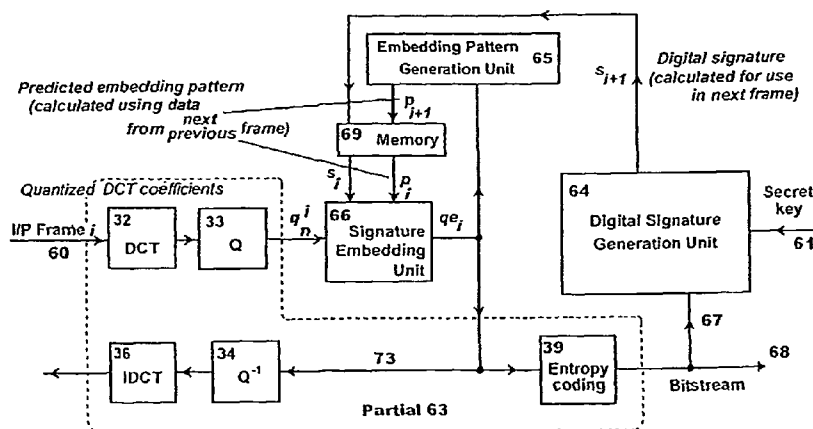 Embedding Pattern
Generation Unit 65
Predicted embedding pattern
(calculated using data
from next previous frame)
p i+1
69 Memory
s i+1
Digital signature
(calculated for use
in next frame)
Quantized DCT coefficients
s i
p i
I/P Frame i
60
32
DCT
33
Q
q n i
66
Signature
Embedding
Unit
qe i
64
Digital Signature
Generation Unit
Secret
key
61
67
36
IDCT
34
Q-1
73
39
Entropy
coding
68
Bitstream
Partial 63